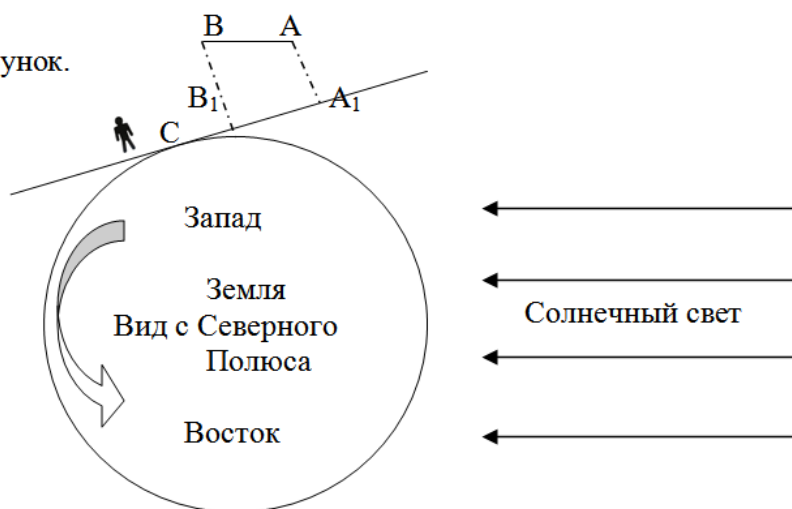 B A
унок.
B₁ A₁
C
Запад
Земля
Вид с Северного
Полюса
Солнечный свет
Восток